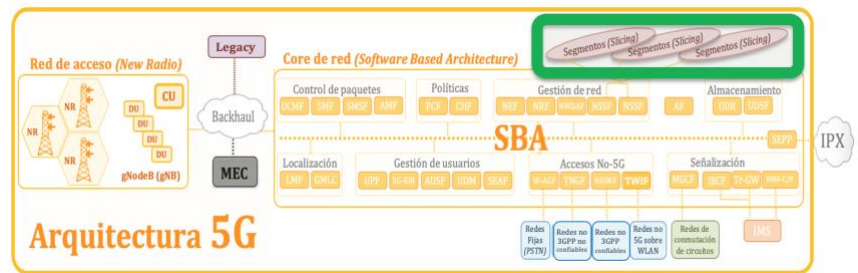 Segmentos (Slicing)
Segmentos (Slicing)
Segmentos (Slicing)
Legacy
Red de acceso (New Radio)
Core de red (Software Based Architecture)
Control de paquetes
Políticas
Gestión de red
Almacenamiento
NR
NR
NR
CU
DU
DU
DU
DU
gNodeB (gNB)
Backhaul
MEC
UCMF SMF SMSF AMF
PCF CHF
NEF NRF NWDAF NSSF NSSP
AF
UDR UDSF
SBA
SEPP
IPX
Localización
Gestión de usuarios
Accesos No-5G
Señalización
LMF GMLC
UPF 5G-EIR AUSF UDM SEAF
W-AGF TNGF N3IWF TWIF
MGCF IBCF Tr-GW MRF-C/P
Redes
Fijas
(PSTN)
Redes no
3GPP no
confiables
Redes no
3GPP
confiables
Redes no
5G sobre
WLAN
Redes de
conmutación
de circuitos
IMS
Arquitectura 5G